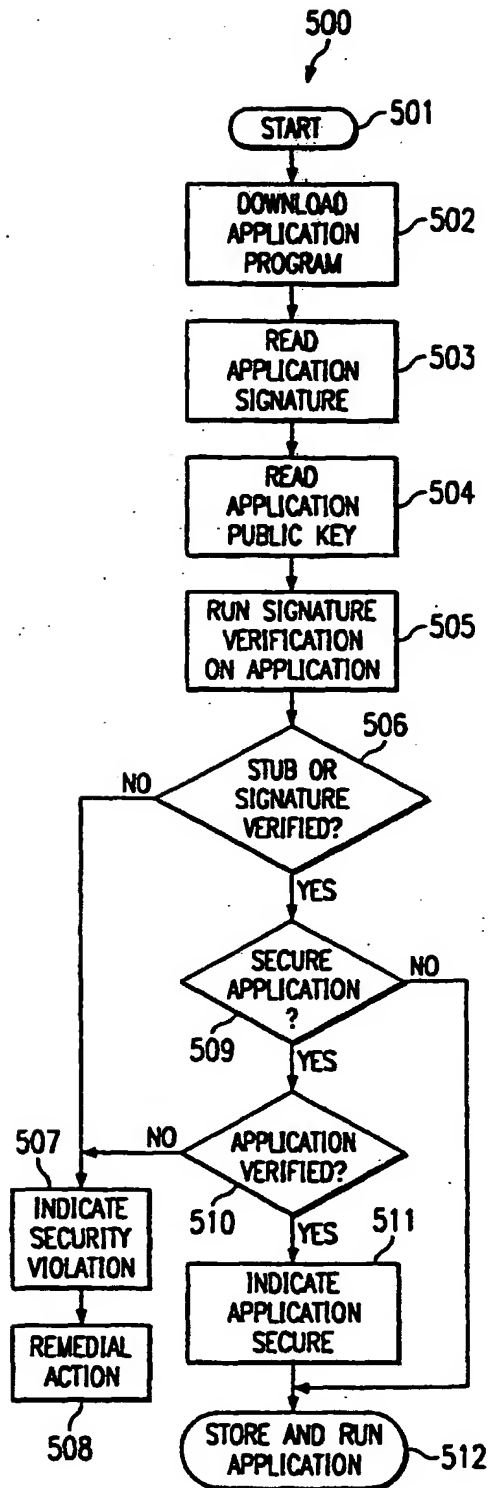 500
START
501
DOWNLOAD
APPLICATION
PROGRAM
502
READ
APPLICATION
SIGNATURE
503
READ
APPLICATION
PUBLIC KEY
504
RUN SIGNATURE
VERIFICATION
ON APPLICATION
505
506
STUB OR
SIGNATURE
VERIFIED?
NO
YES
SECURE
APPLICATION
?
509
NO
YES
APPLICATION
VERIFIED?
510
NO
YES
507
INDICATE
SECURITY
VIOLATION
REMEDIAL
ACTION
508
511
INDICATE
APPLICATION
SECURE
STORE AND RUN
APPLICATION
512